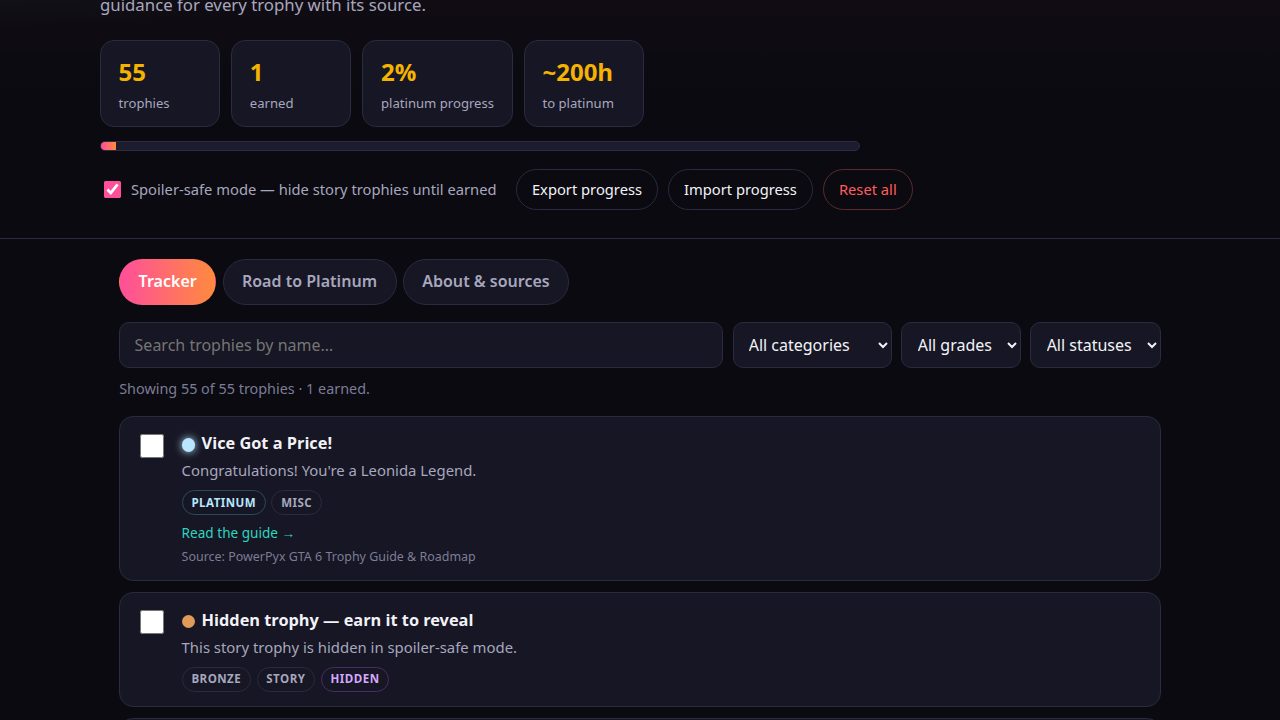 guidance for every trophy with its source.
55
trophies
1
earned
2%
platinum progress
~200h
to platinum
Spoiler-safe mode — hide story trophies until earned
Export progress
Import progress
Reset all
Tracker
Road to Platinum
About & sources
Search trophies by name...
All categories
All grades
All statuses
Showing 55 of 55 trophies · 1 earned.
Vice Got a Price!
Congratulations! You're a Leonida Legend.
PLATINUM
MISC
Read the guide →
Source: PowerPyx GTA 6 Trophy Guide & Roadmap
Hidden trophy — earn it to reveal
This story trophy is hidden in spoiler-safe mode.
BRONZE
STORY
HIDDEN